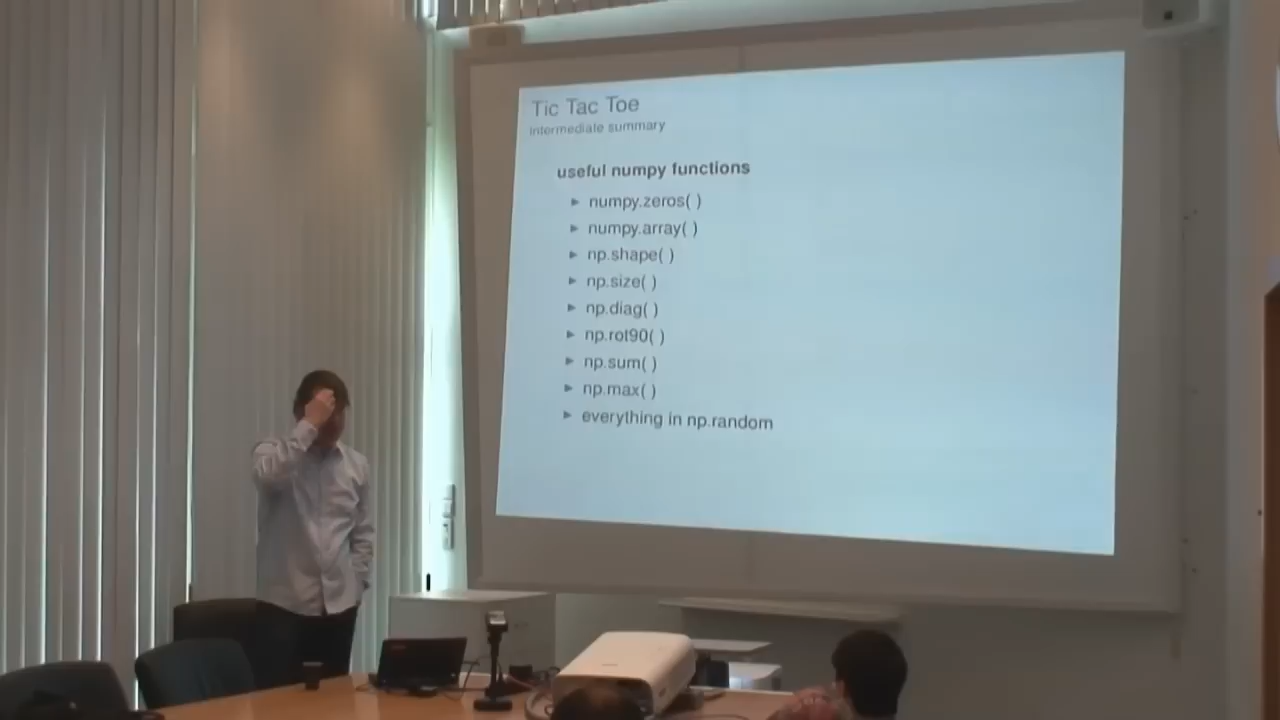 Tic Tac Toe
intermediate summary
useful numpy functions
numpy.zeros( )
numpy.array( )
np.shape( )
np.size( )
np.diag( )
np.rot90( )
np.sum( )
np.max( )
everything in np.random